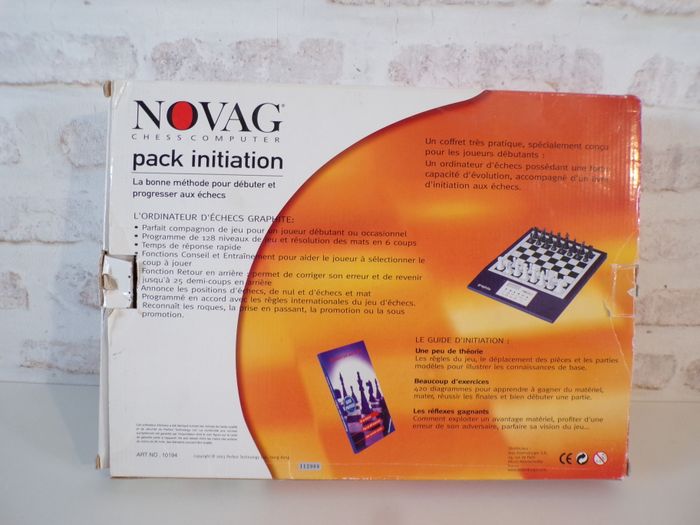 NOVAG®
CHESS COMPUTER
pack initiation
La bonne méthode pour débuter et
progresser aux échecs
L'ORDINATEUR D'ÉCHECS GRAPHITE:
• Parfait compagnon de jeu pour un joueur débutant ou occasionnel
• Programme de 128 niveaux de jeu et résolution des mats en 6 coups
• Temps de réponse rapide
• Fonctions Conseil et Entraînement pour aider le joueur à sélectionner le
coup à jouer
Fonction Retour en arrière : permet de corriger son erreur et de revenir
jusqu'à 25 demi-coups en arrière
Annonce les positions d'échecs, de nul et d'échecs et mat
Programmé en accord avec les règles internationales du jeu d'échecs.
Reconnaît les roques, la prise en passant, la promotion ou la sous
promotion.
Un coffret très pratique, spécialement conçu
pour les joueurs débutants :
Un ordinateur d'échecs possédant une forte
capacité d'évolution, accompagné d'un livre
d'initiation aux échecs.
LE GUIDE D'INITIATION :
Une peu de théorie
Les règles du jeu, le déplacement des pièces et les parties
modèles pour illustrer les connaissances de base.
Beaucoup d'exercices
420 diagrammes pour apprendre à gagner du matériel,
mater, réussir les finales et bien débuter une partie.
Les réflexes gagnants
Comment exploiter un avantage matériel, profiter d'une
erreur de son adversaire, parfaire sa vision du jeu...
ART NO : 10194
112988
CE